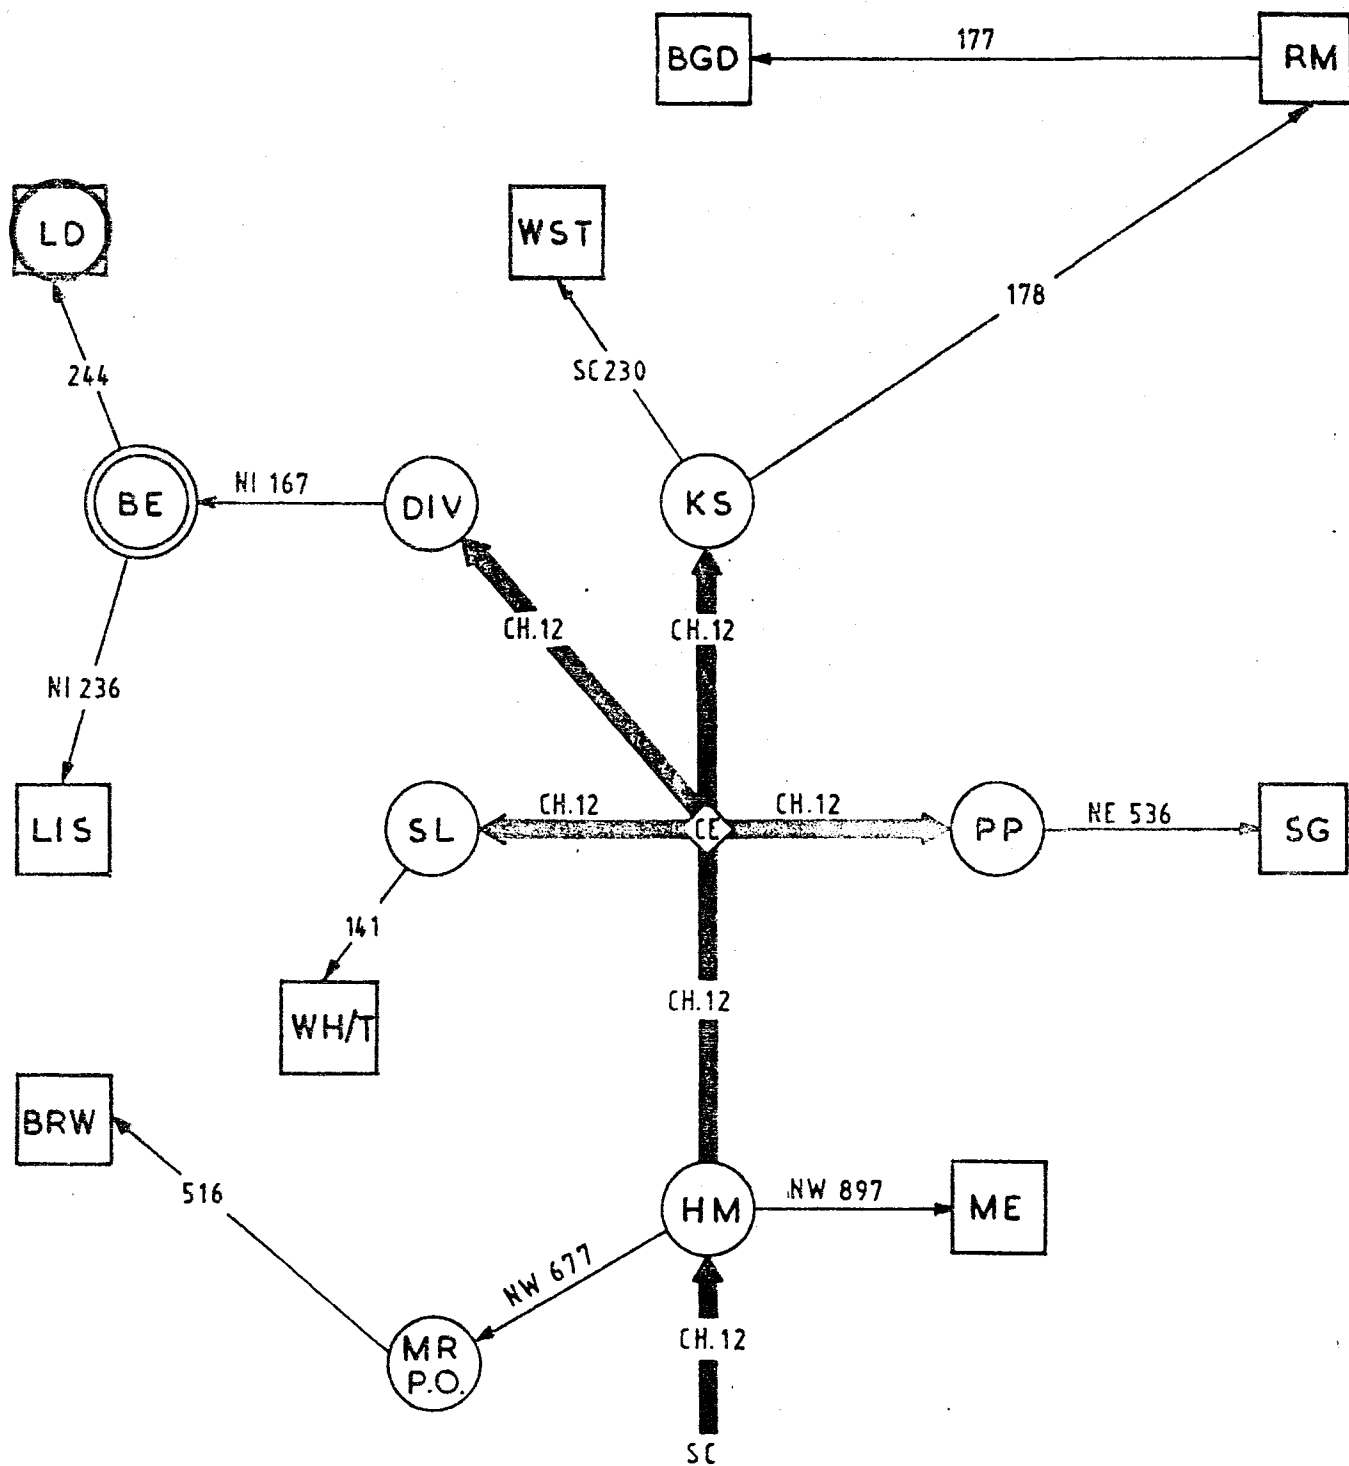 BGD
177
RM
LD
WST
178
244
SC230
BE
NI 167
DIV
KS
CH.12
CH.12
NI 236
LIS
SL
CH.12
CE
CH.12
PP
NE 536
SG
141
WH/T
CH.12
BRW
516
HM
NW 897
ME
NW 677
MR
P.O.
CH.12
SC